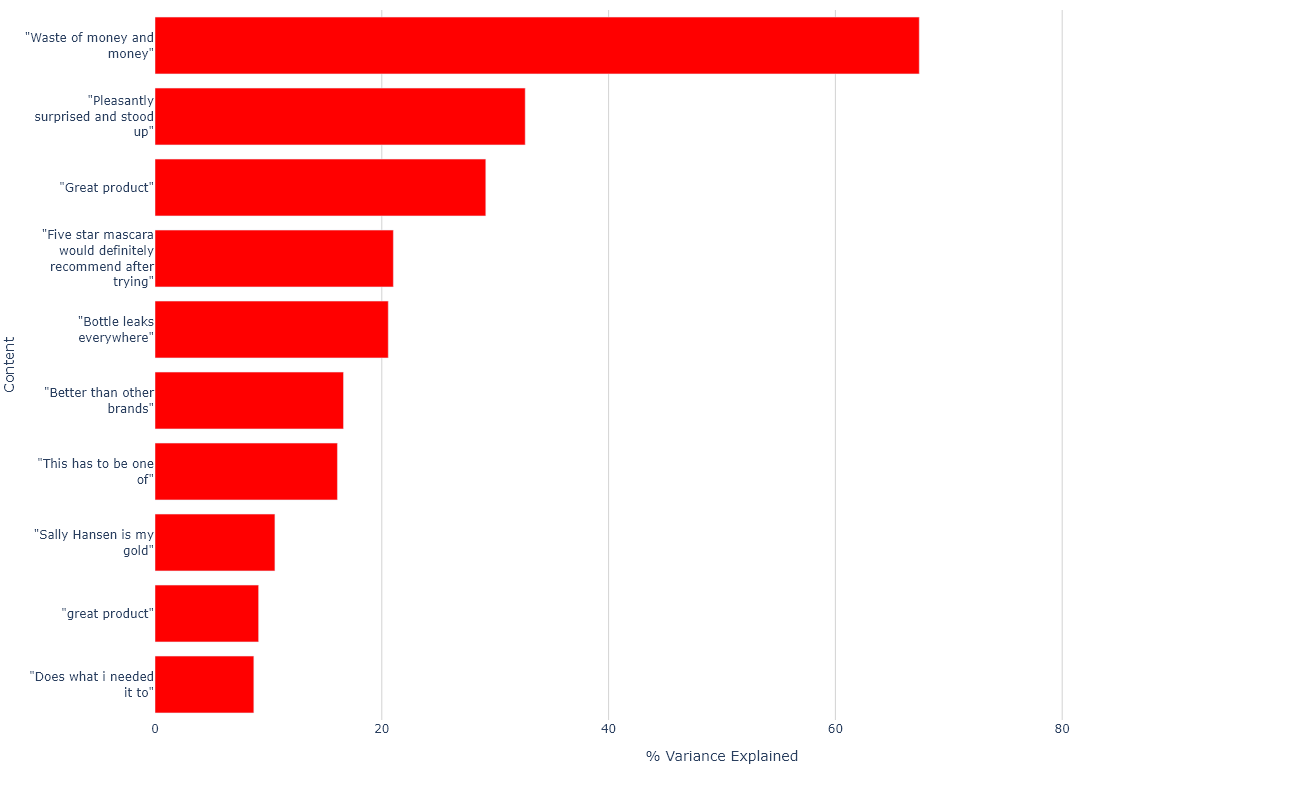 "Waste of money and
money"
"Pleasantly
surprised and stood
up"
"Great product"
"Five star mascara
would definitely
recommend after
trying"
"Bottle leaks
everywhere"
"Better than other
brands"
"This has to be one
of"
"Sally Hansen is my
gold"
"great product"
"Does what i needed
it to"
Content
0 20 40 60 80
% Variance Explained